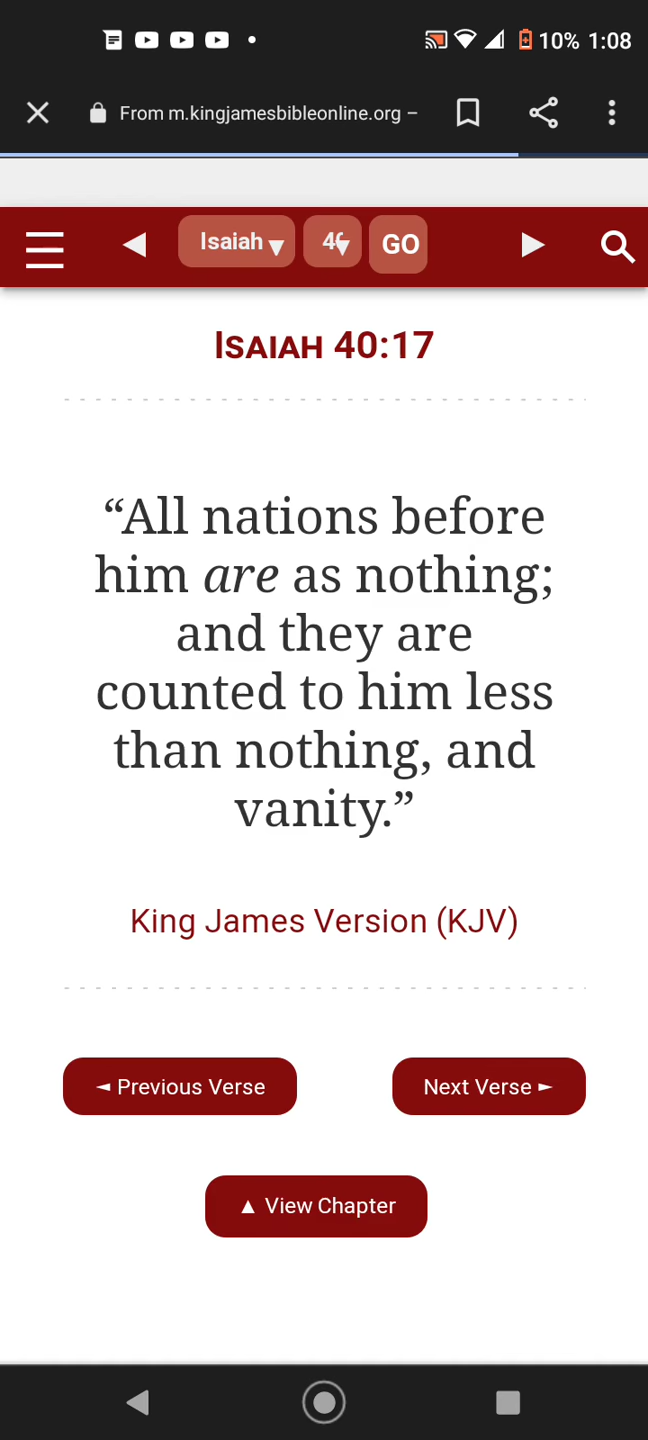 10% 1:08
From m.kingjamesbibleonline.org –
Isaiah ▼ ▼ GO
ISAIAH 40:17
“All nations before
him are as nothing;
and they are
counted to him less
than nothing, and
vanity.”
King James Version (KJV)
◄ Previous Verse Next Verse ►
▲ View Chapter